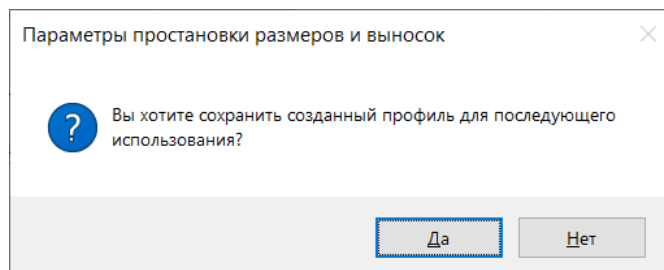 Параметры простановки размеров и выносок
Вы хотите сохранить созданный профиль для последующего
использования?
Да
Нет